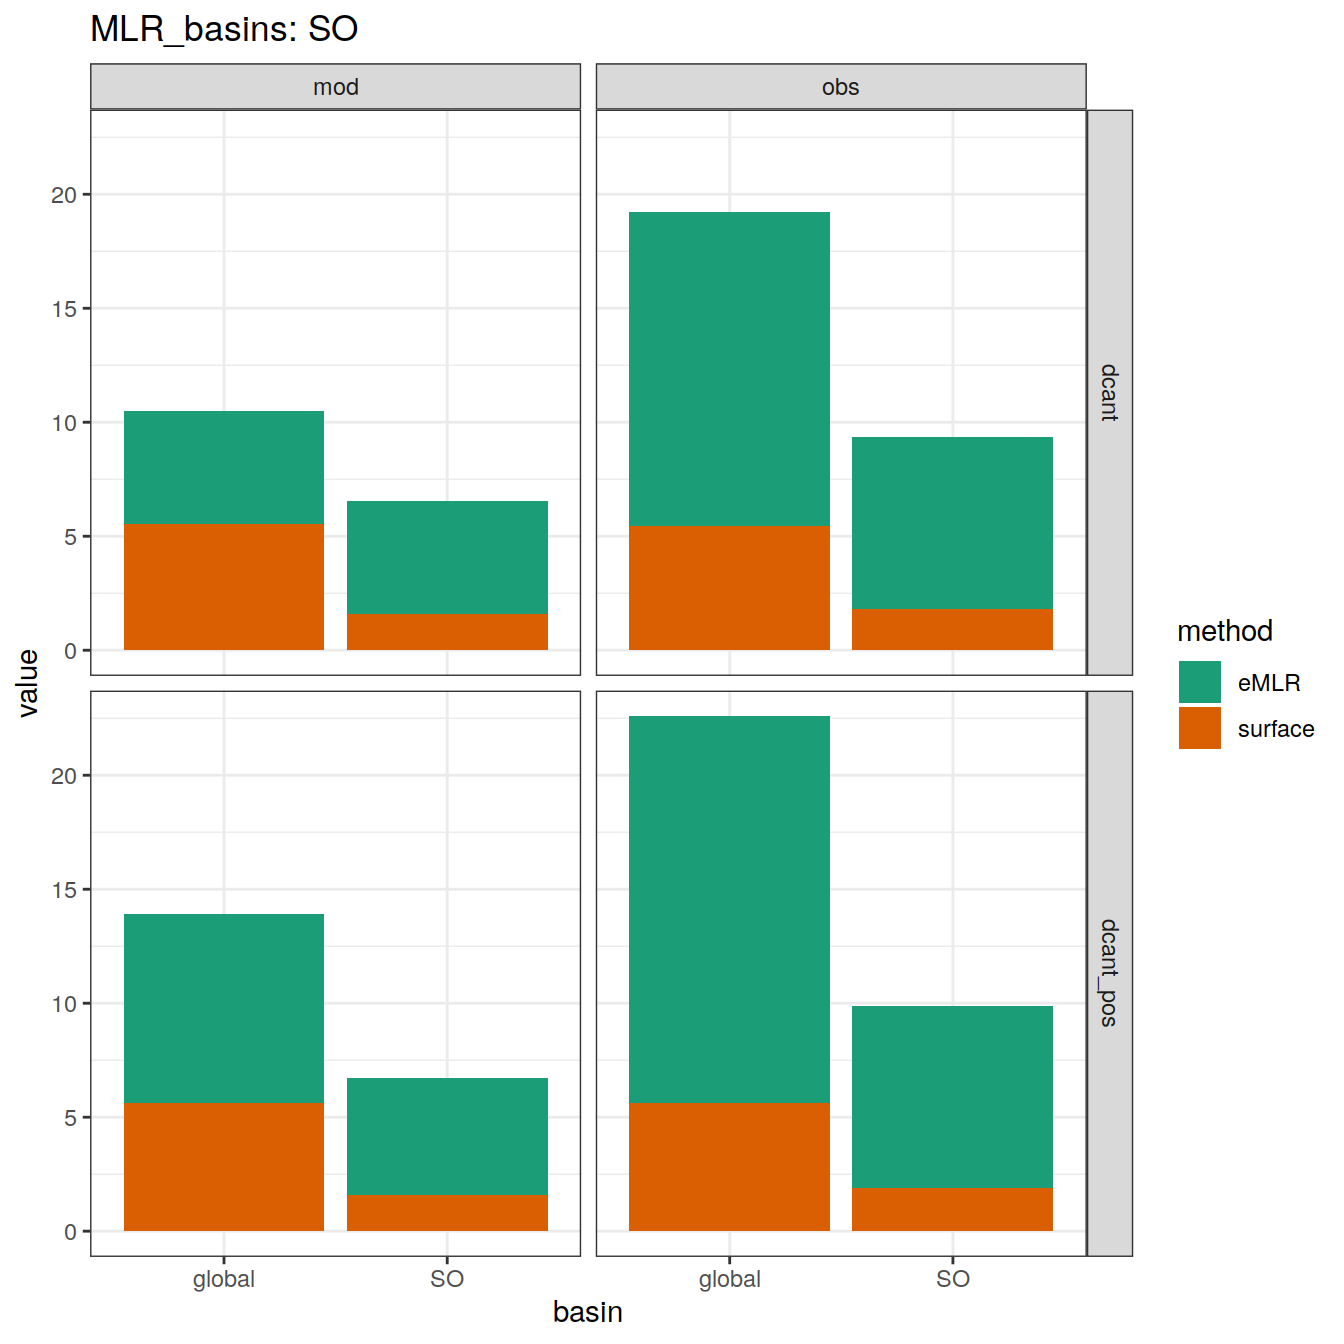 MLR_basins: SO
mod
obs
20
15
10
5
0
dcant
20
15
10
5
0
dcant_pos
value
global
SO
global
SO
basin
method
eMLR
surface